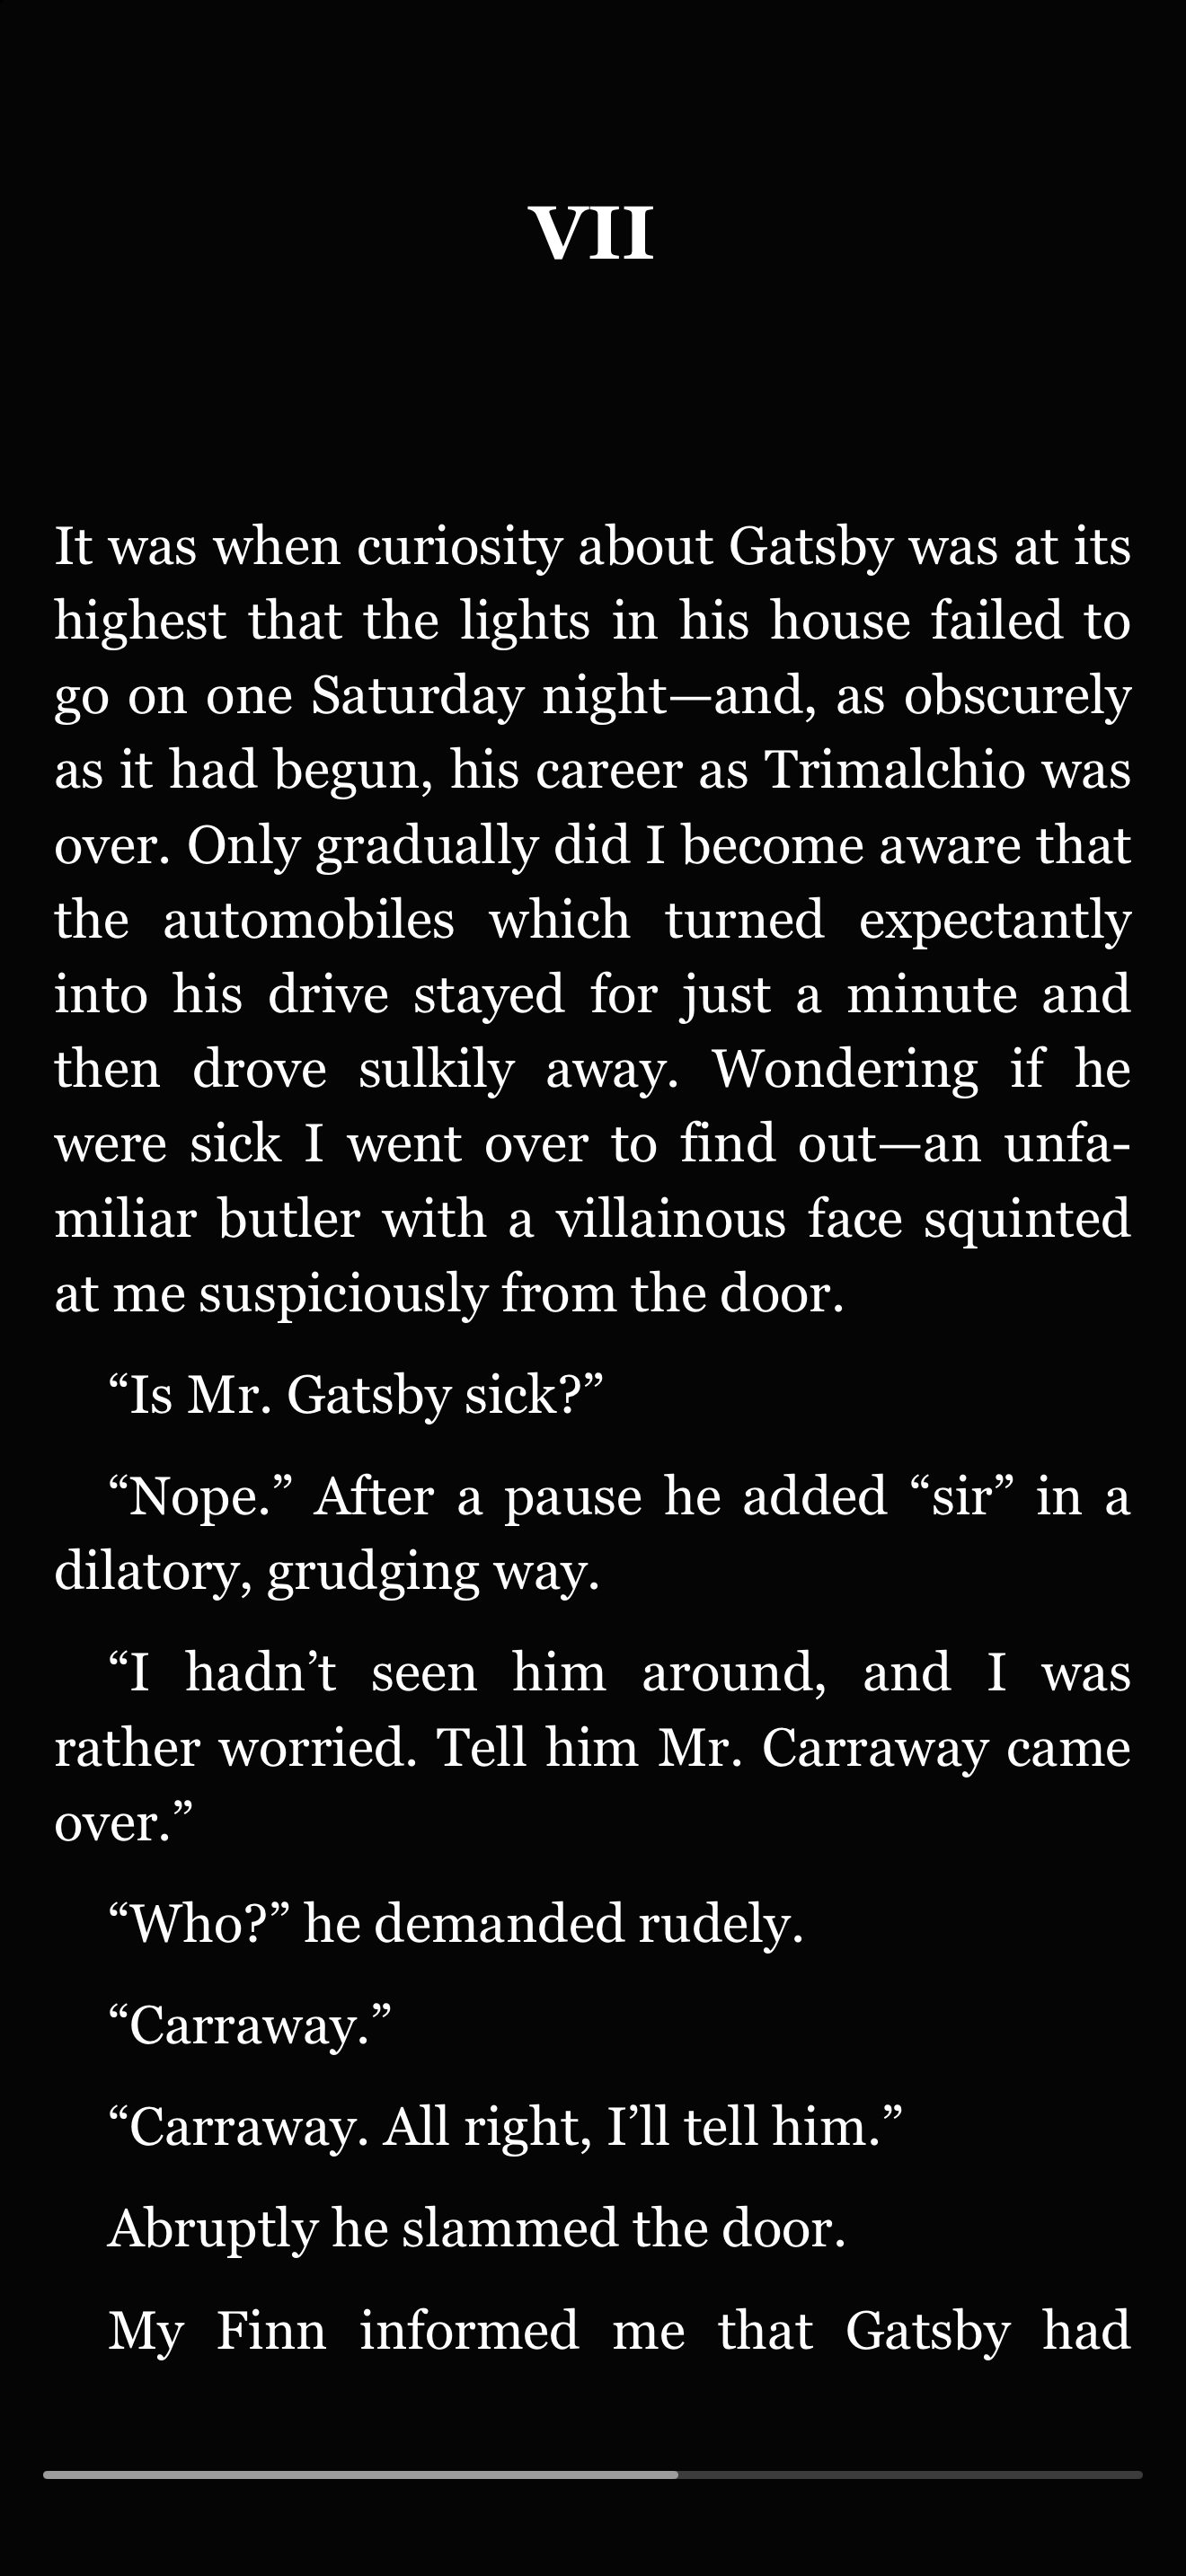 VII
It was when curiosity about Gatsby was at its
highest that the lights in his house failed to
go on one Saturday night—and, as obscurely
as it had begun, his career as Trimalchio was
over. Only gradually did I become aware that
the automobiles which turned expectantly
into his drive stayed for just a minute and
then drove sulkily away. Wondering if he
were sick I went over to find out—an unfa-
miliar butler with a villainous face squinted
at me suspiciously from the door.
“Is Mr. Gatsby sick?”
“Nope.” After a pause he added “sir” in a
dilatory, grudging way.
“I hadn’t seen him around, and I was
rather worried. Tell him Mr. Carraway came
over.”
“Who?” he demanded rudely.
“Carraway.”
“Carraway. All right, I’ll tell him.”
Abruptly he slammed the door.
My Finn informed me that Gatsby had